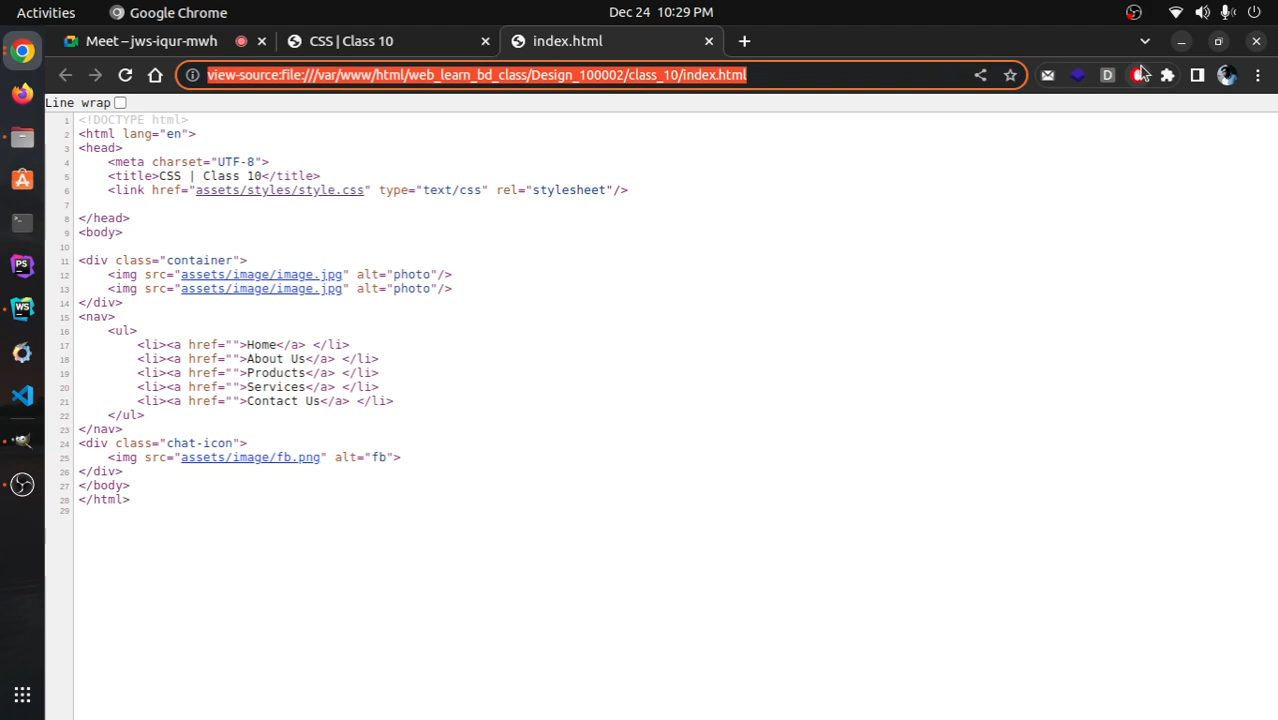 Activities Google Chrome Dec 24 10:29 PM
Meet – jws-iqur-mwh CSS | Class 10 index.html
view-source:file:///var/www/html/web_learn_bd_class/Design_100002/class_10/index.html
Line wrap
1 <!DOCTYPE html>
2 <html lang="en">
3 <head>
4 <meta charset="UTF-8">
5 <title>CSS | Class 10</title>
6 <link href="assets/styles/style.css" type="text/css" rel="stylesheet"/>
7
8 </head>
9 <body>
10
11 <div class="container">
12 <img src="assets/image/image.jpg" alt="photo"/>
13 <img src="assets/image/image.jpg" alt="photo"/>
14 </div>
15 <nav>
16 <ul>
17 <li><a href="">Home</a> </li>
18 <li><a href="">About Us</a> </li>
19 <li><a href="">Products</a> </li>
20 <li><a href="">Services</a> </li>
21 <li><a href="">Contact Us</a> </li>
22 </ul>
23 </nav>
24 <div class="chat-icon">
25 <img src="assets/image/fb.png" alt="fb">
26 </div>
27 </body>
28 </html>
29
PS
WS
D